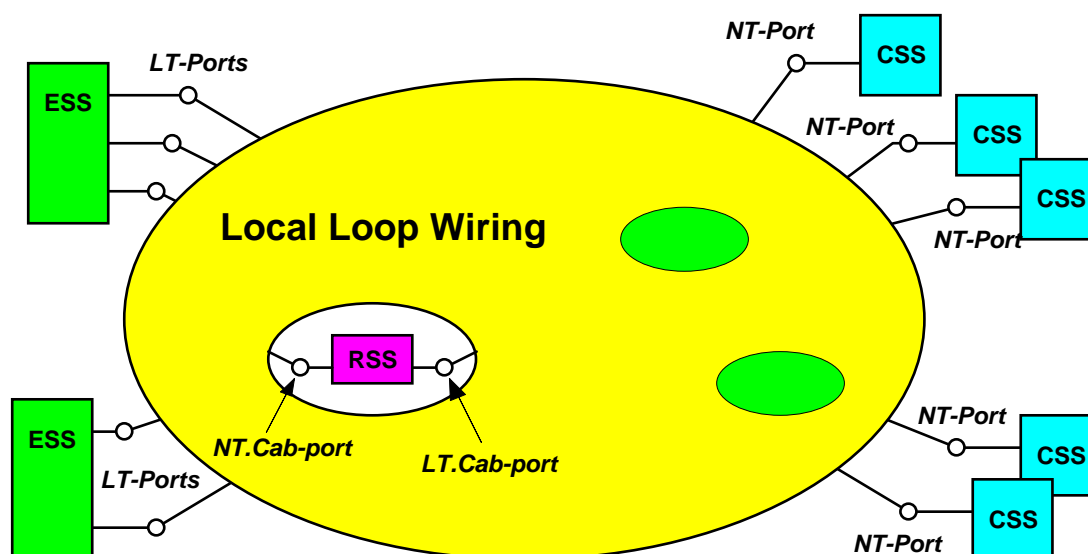 NT-Port
CSS
LT-Ports
ESS
NT-Port
CSS
CSS
NT-Port
Local Loop Wiring
RSS
NT.Cab-port
LT.Cab-port
ESS
LT-Ports
NT-Port
CSS
CSS
NT-Port